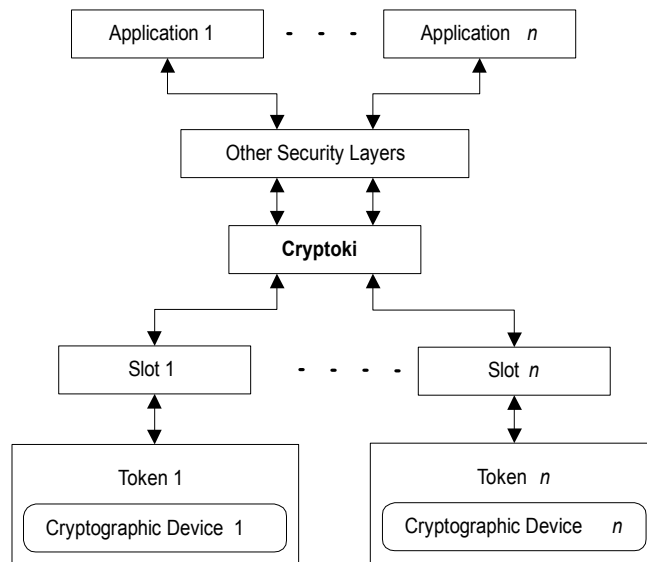 Application 1
Application n
Other Security Layers
Cryptoki
Slot 1
Slot n
Token 1
Token n
Cryptographic Device 1
Cryptographic Device n